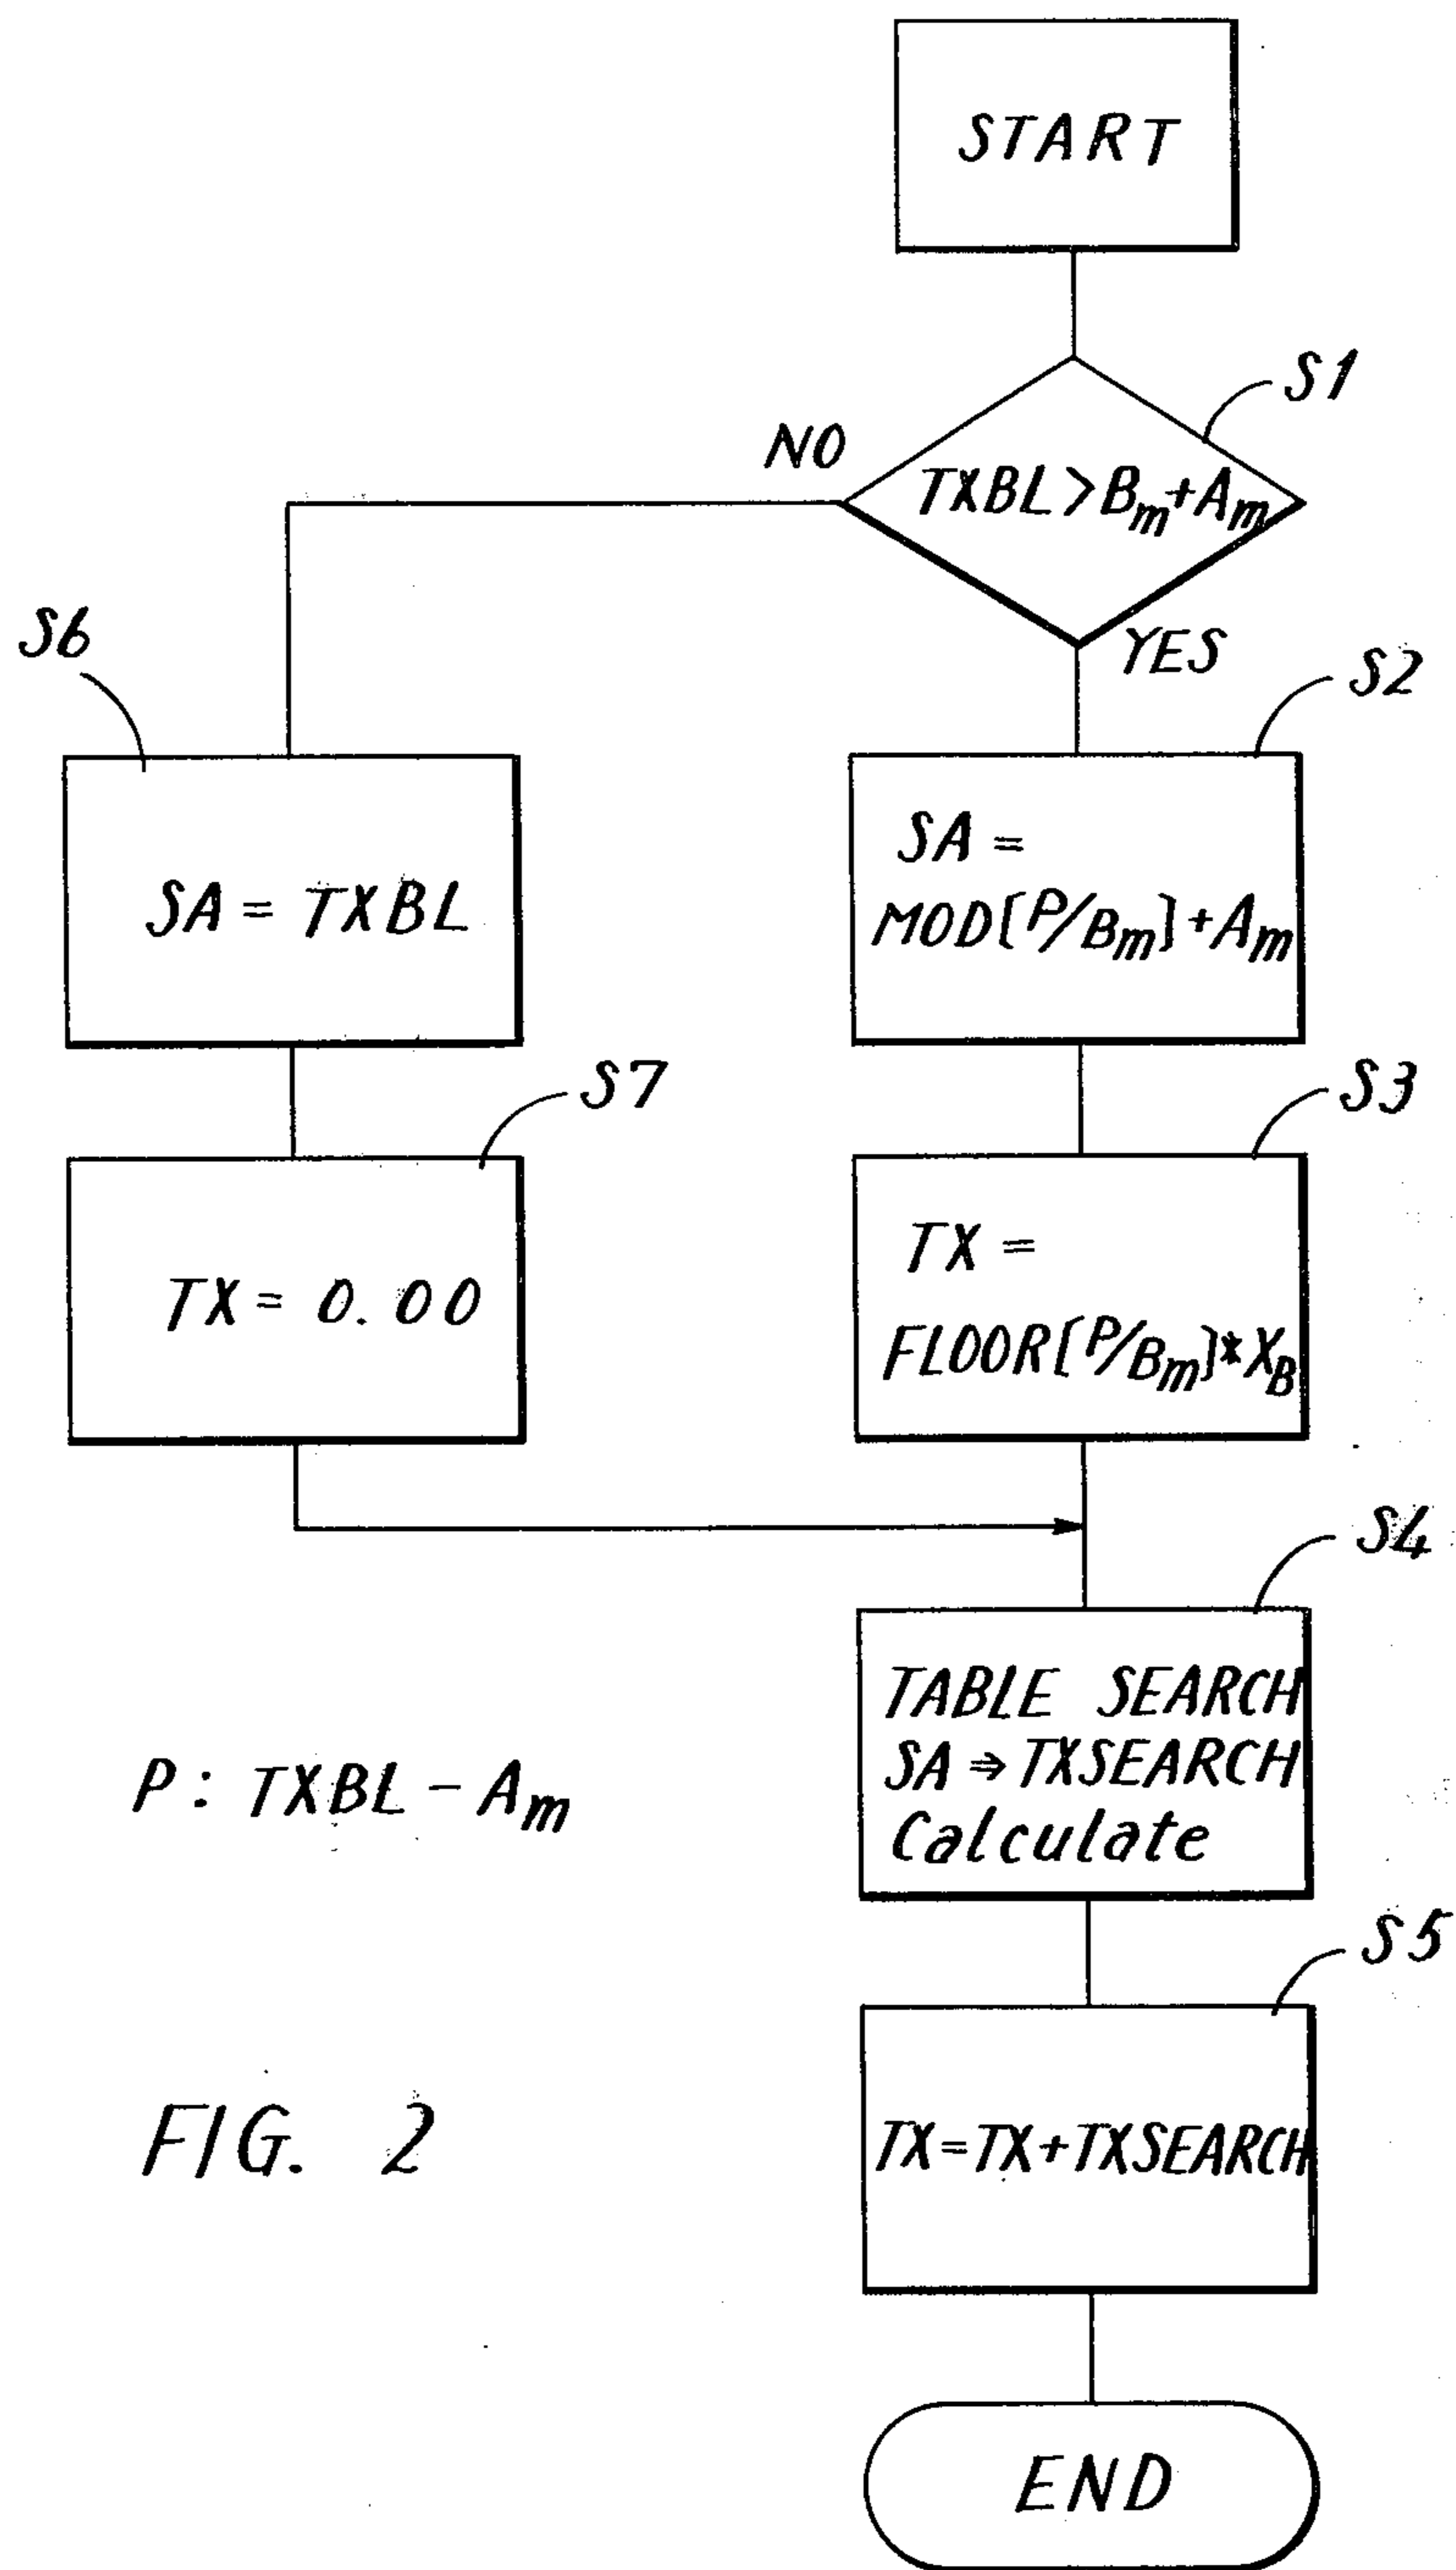 START
S1
NO
TXBL>Bm+Am
YES
S6
S2
SA = TXBL
SA =
MOD[P/Bm]+Am
S7
S3
TX = 0.00
TX =
FLOOR[P/Bm]*XB
S4
TABLE SEARCH
SA ⇒ TXSEARCH
Calculate
P: TXBL - Am
S5
TX=TX+TXSEARCH
FIG. 2
END